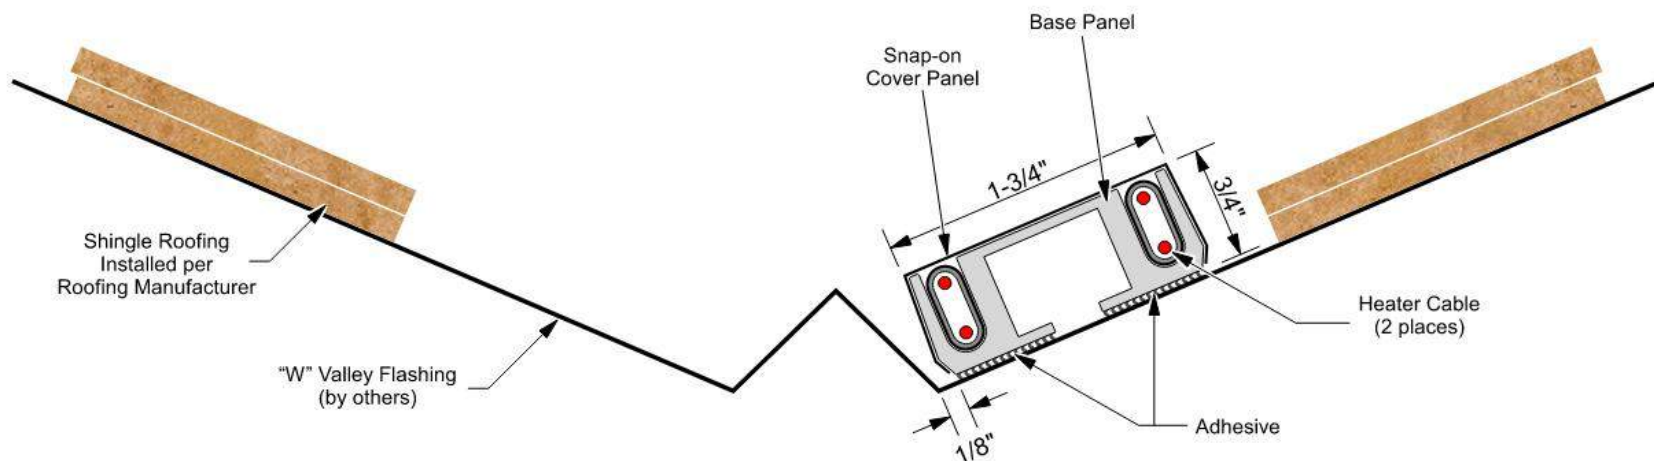 Base Panel
Snap-on
Cover Panel
1-3/4"
3/4"
Shingle Roofing
Installed per
Roofing Manufacturer
Heater Cable
(2 places)
“W” Valley Flashing
(by others)
Adhesive
1/8"